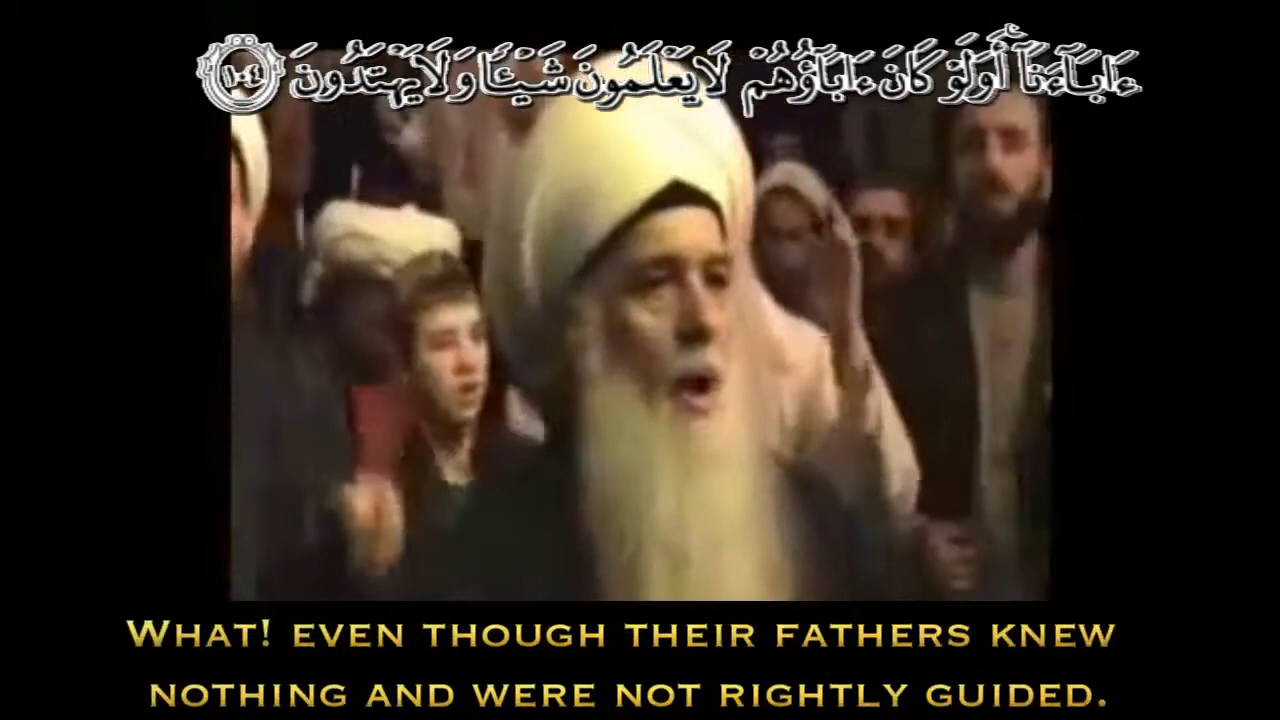 ءَابَآءَنَآ أَوَلَوْ كَانَ ءَابَآؤُهُمْ لَا يَعْلَمُونَ شَيْـًٔا وَلَا يَهْتَدُونَ ١٠٤
What! even though their fathers knew
nothing and were not rightly guided.